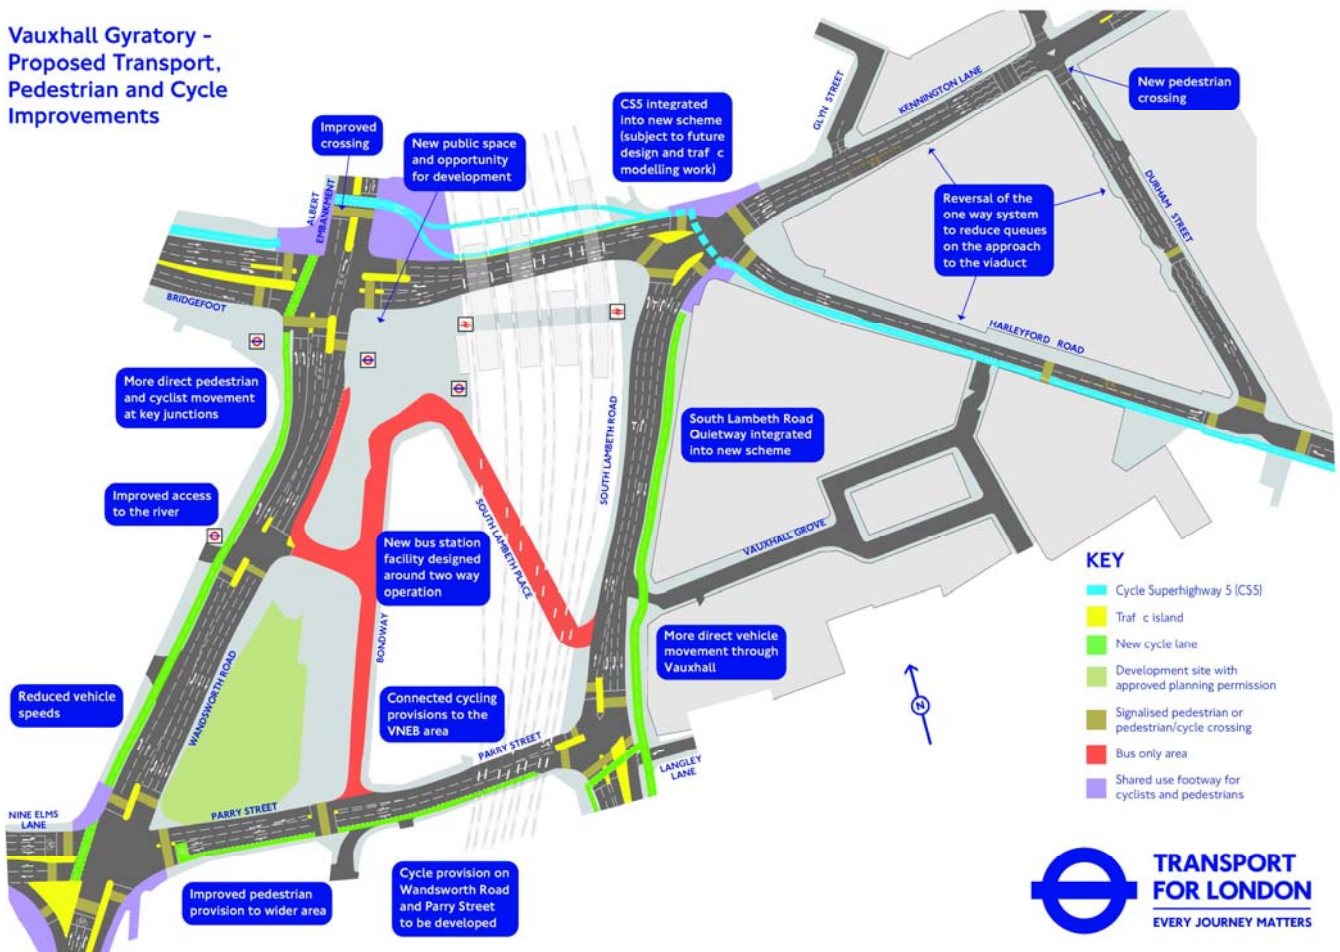 Vauxhall Gyratory -
Proposed Transport,
Pedestrian and Cycle
Improvements
Improved
crossing
New public space
and opportunity
for development
CS5 integrated
into new scheme
(subject to future
design and traf c
modelling work)
GLYN STREET
KENNINGTON LANE
New pedestrian
crossing
ALBERT
EMBANKMENT
Reversal of the
one way system
to reduce queues
on the approach
to the viaduct
DURHAM STREET
BRIDGEFOOT
HARLEYFORD ROAD
More direct pedestrian
and cyclist movement
at key junctions
SOUTH LAMBETH ROAD
South Lambeth Road
Quietway integrated
into new scheme
Improved access
to the river
SOUTH LAMBETH PLACE
New bus station
facility designed
around two way
operation
VAUXHALL GROVE
BONDWAY
More direct vehicle
movement through
Vauxhall
WANDSWORTH ROAD
Reduced vehicle
speeds
Connected cycling
provisions to the
VNEB area
PARRY STREET
LANGLEY
LANE
N
NINE ELMS
LANE
PARRY STREET
Improved pedestrian
provision to wider area
Cycle provision on
Wandsworth Road
and Parry Street
to be developed
KEY
Cycle Superhighway 5 (CS5)
Traf c island
New cycle lane
Development site with
approved planning permission
Signalised pedestrian or
pedestrian/cycle crossing
Bus only area
Shared use footway for
cyclists and pedestrians
TRANSPORT
FOR LONDON
EVERY JOURNEY MATTERS